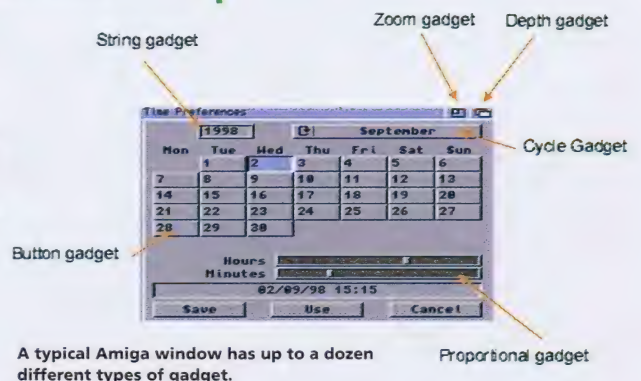 Zoom gadget
Depth gadget
String gadget
Time Preferences
1998
September
Cycle Gadget
Mon Tue Wed Thu Fri Sat Sun
1 2 3 4 5 6
7 8 9 10 11 12 13
14 15 16 17 18 19 20
21 22 23 24 25 26 27
28 29 30
Button gadget
Hours
Minutes
02/09/98 15:15
Save Use Cancel
A typical Amiga window has up to a dozen
different types of gadget.
Proportional gadget